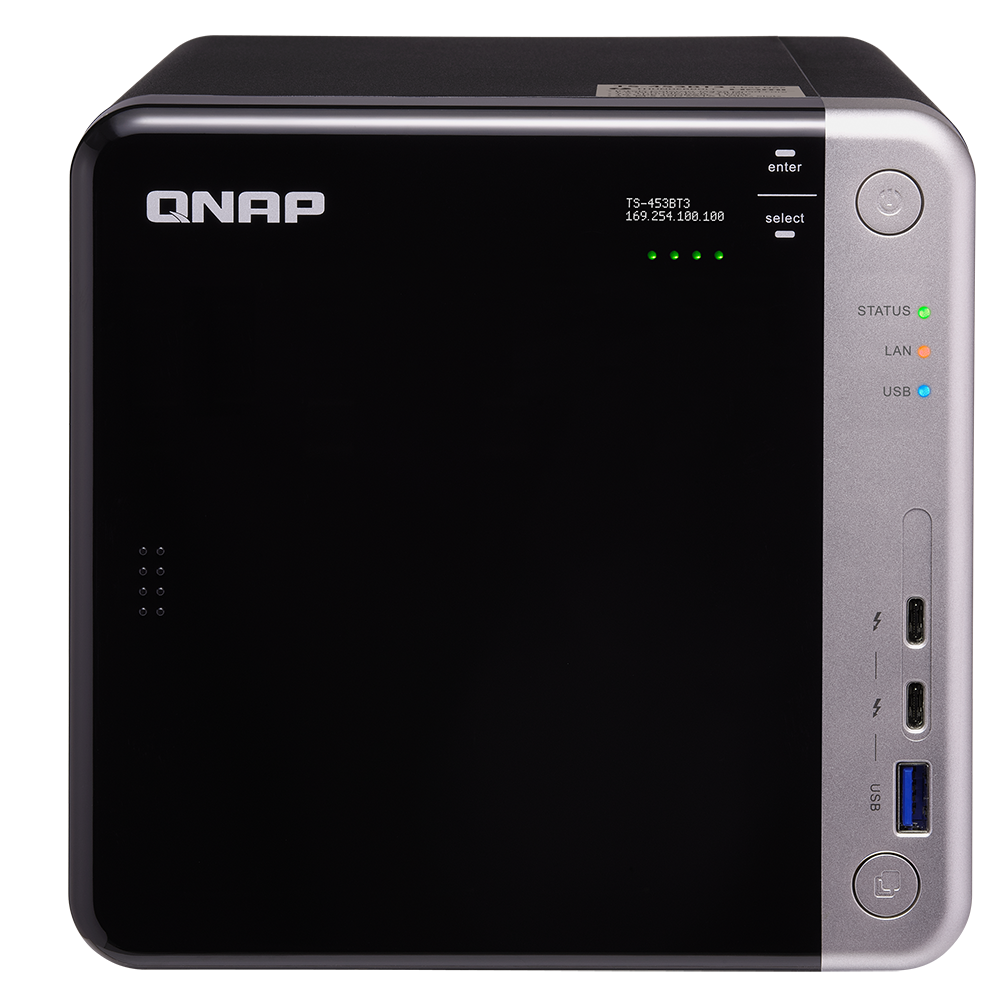 enter
QNAP
TS-453BT3
169.254.100.100
select
STATUS
LAN
USB
USB